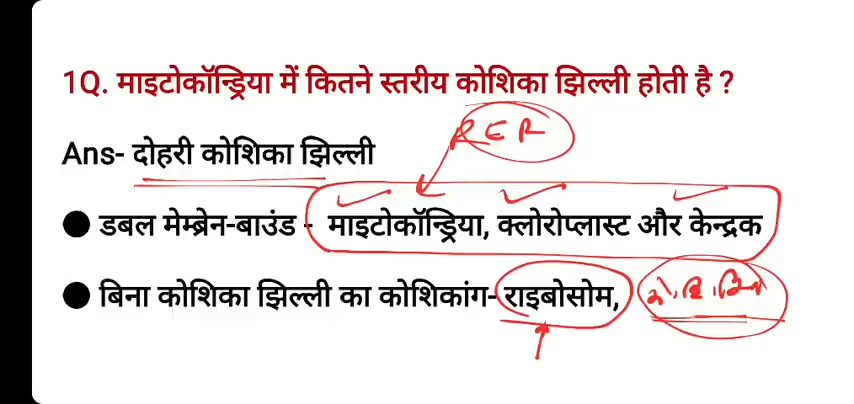 1Q. माइटोकॉन्ड्रिया में कितने स्तरीय कोशिका झिल्ली होती है ?
RER
Ans- दोहरी कोशिका झिल्ली
● डबल मेम्ब्रेन-बाउंड - माइटोकॉन्ड्रिया, क्लोरोप्लास्ट और केन्द्रक
● बिना कोशिका झिल्ली का कोशिकांग- राइबोसोम,